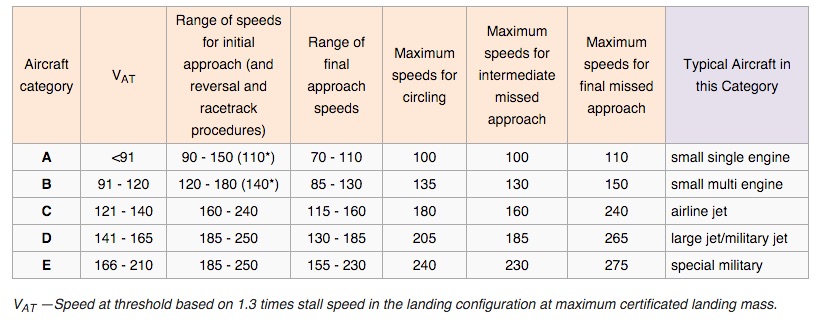 Aircraft category | VAT | Range of speeds for initial approach (and reversal and racetrack procedures) | Range of final approach speeds | Maximum speeds for circling | Maximum speeds for intermediate missed approach | Maximum speeds for final missed approach | Typical Aircraft in this Category
A | <91 | 90 - 150 (110*) | 70 - 110 | 100 | 100 | 110 | small single engine
B | 91 - 120 | 120 - 180 (140*) | 85 - 130 | 135 | 130 | 150 | small multi engine
C | 121 - 140 | 160 - 240 | 115 - 160 | 180 | 160 | 240 | airline jet
D | 141 - 165 | 185 - 250 | 130 - 185 | 205 | 185 | 265 | large jet/military jet
E | 166 - 210 | 185 - 250 | 155 - 230 | 240 | 230 | 275 | special military
VAT —Speed at threshold based on 1.3 times stall speed in the landing configuration at maximum certificated landing mass.